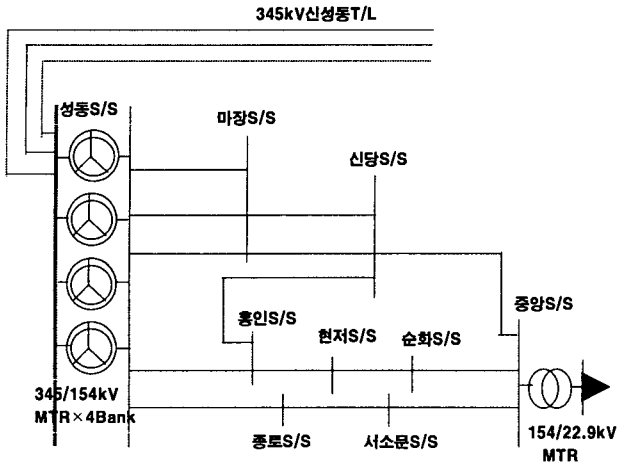 345kV신성동T/L
성동S/S
마장S/S
신당S/S
중앙S/S
흥인S/S
현저S/S
순화S/S
345/154kV
MTR×4Bank
종로S/S
서소문S/S
154/22.9kV
MTR